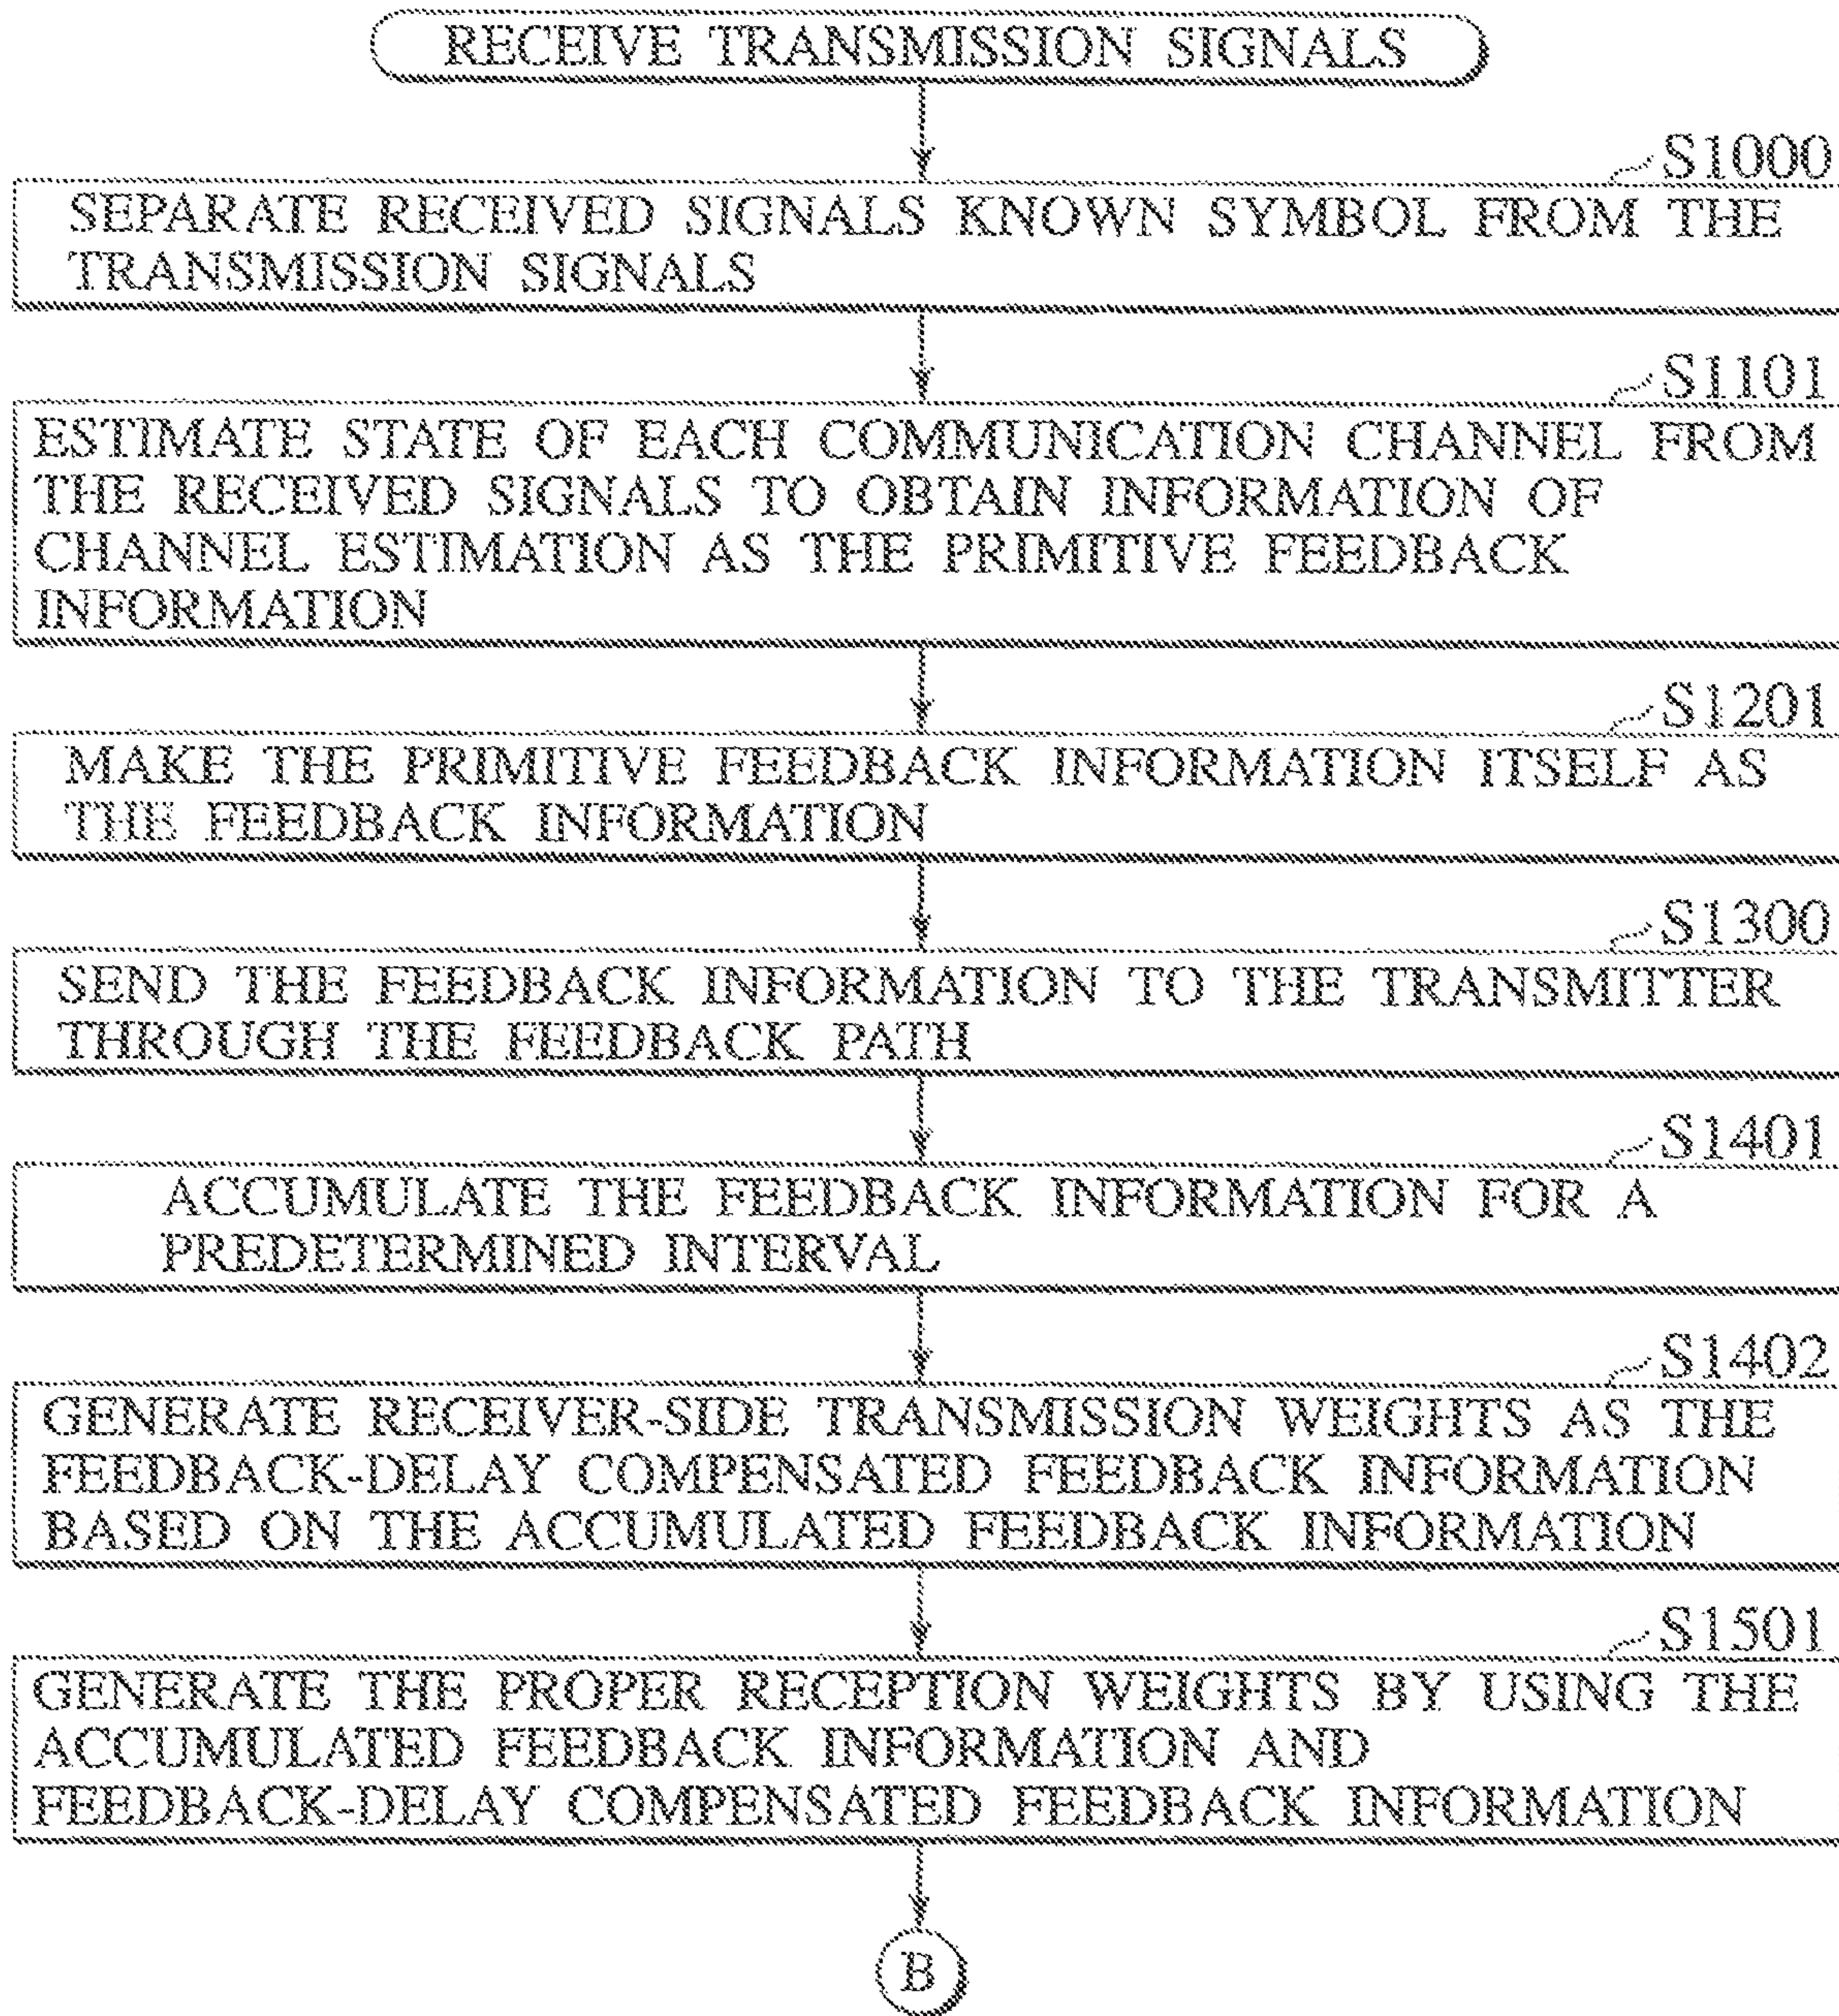 RECEIVE TRANSMISSION SIGNALS
S1000
SEPARATE RECEIVED SIGNALS KNOWN SYMBOL FROM THE
TRANSMISSION SIGNALS
S1101
ESTIMATE STATE OF EACH COMMUNICATION CHANNEL FROM
THE RECEIVED SIGNALS TO OBTAIN INFORMATION OF
CHANNEL ESTIMATION AS THE PRIMITIVE FEEDBACK
INFORMATION
S1201
MAKE THE PRIMITIVE FEEDBACK INFORMATION ITSELF AS
THE FEEDBACK INFORMATION
S1300
SEND THE FEEDBACK INFORMATION TO THE TRANSMITTER
THROUGH THE FEEDBACK PATH
S1401
ACCUMULATE THE FEEDBACK INFORMATION FOR A
PREDETERMINED INTERVAL
S1402
GENERATE RECEIVER-SIDE TRANSMISSION WEIGHTS AS THE
FEEDBACK-DELAY COMPENSATED FEEDBACK INFORMATION
BASED ON THE ACCUMULATED FEEDBACK INFORMATION
S1501
GENERATE THE PROPER RECEPTION WEIGHTS BY USING THE
ACCUMULATED FEEDBACK INFORMATION AND
FEEDBACK-DELAY COMPENSATED FEEDBACK INFORMATION
B